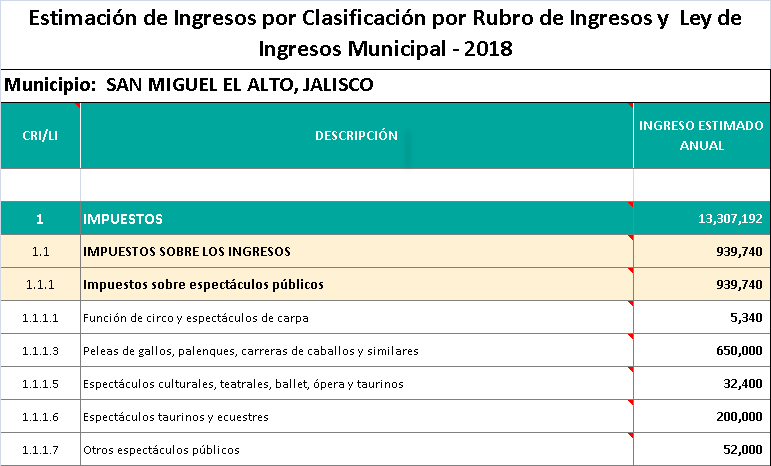 Estimación de Ingresos por Clasificación por Rubro de Ingresos y Ley de
Ingresos Municipal - 2018
Municipio: SAN MIGUEL EL ALTO, JALISCO
CRI/LI DESCRIPCIÓN INGRESO ESTIMADO ANUAL
1 IMPUESTOS 13,307,192
1.1 IMPUESTOS SOBRE LOS INGRESOS 939,740
1.1.1 Impuestos sobre espectáculos públicos 939,740
1.1.1.1 Función de circo y espectáculos de carpa 5,340
1.1.1.3 Peleas de gallos, palenques, carreras de caballos y similares 650,000
1.1.1.5 Espectáculos culturales, teatrales, ballet, ópera y taurinos 32,400
1.1.1.6 Espectáculos taurinos y ecuestres 200,000
1.1.1.7 Otros espectáculos públicos 52,000